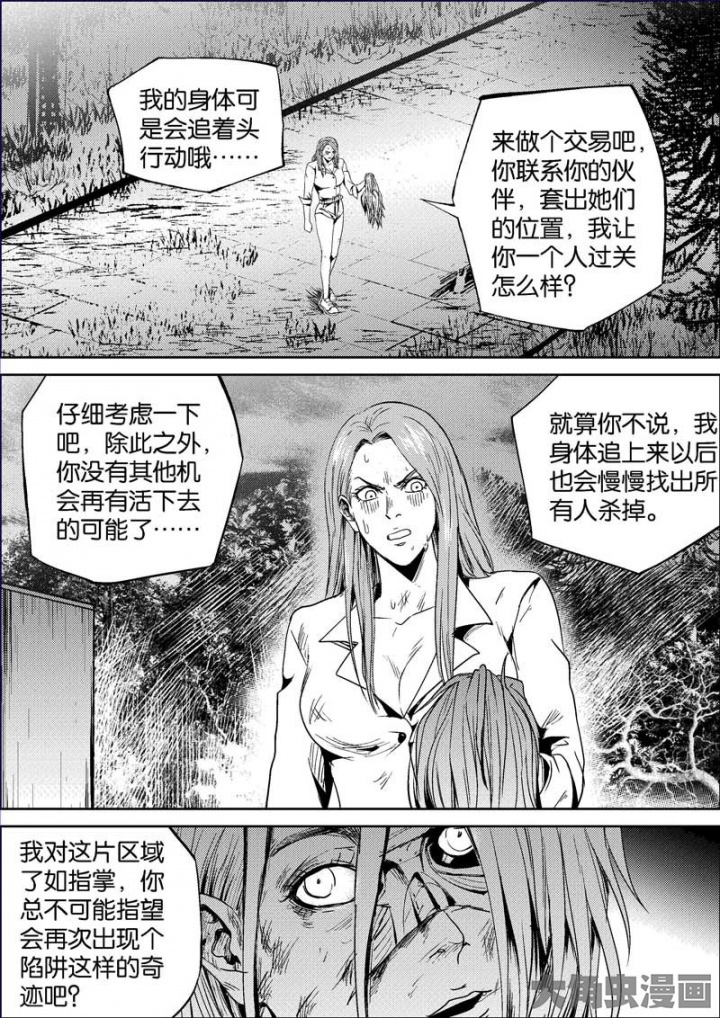 我的身体可
是会追着头
行动哦……
来做个交易吧，
你联系你的伙
伴，套出她们
的位置，我让
你一个人过关
怎么样？
仔细考虑一下
吧，除此之外，
你没有其他机
会再有活下去
的可能了……
就算你不说，我
身体追上来以后
也会慢慢找出所
有人杀掉。
我对这片区域
了如指掌，你
总不可能指望
会再次出现个
陷阱这样的奇
迹吧？
大角虫漫画